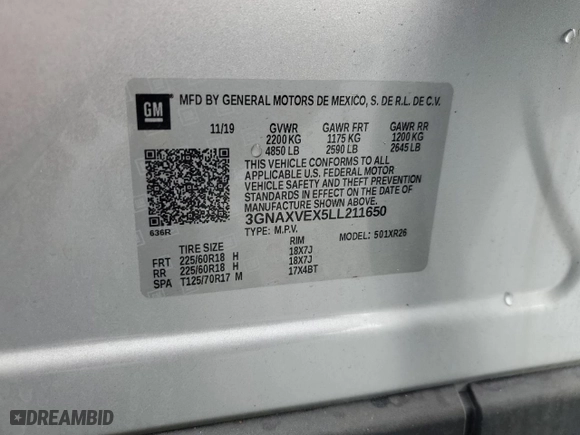 GM
MFD BY GENERAL MOTORS DE MEXICO, S. DE R.L. DE C.V.
11/19 GVWR GAWR FRT GAWR RR
2200 KG 1175 KG 1200 KG
4850 LB 2590 LB 2645 LB
THIS VEHICLE CONFORMS TO ALL
APPLICABLE U.S. FEDERAL MOTOR
VEHICLE SAFETY AND THEFT PREVENTION
STANDARDS IN EFFECT ON THE DATE OF
MANUFACTURE SHOWN ABOVE.
3GNAXVEX5LL211650
636R
TYPE: M.P.V. MODEL: 501XR26
TIRE SIZE RIM
FRT 225/60R18 H 18X7J
RR 225/60R18 H 18X7J
SPA T125/70R17 M 17X4BT
DREAMBID